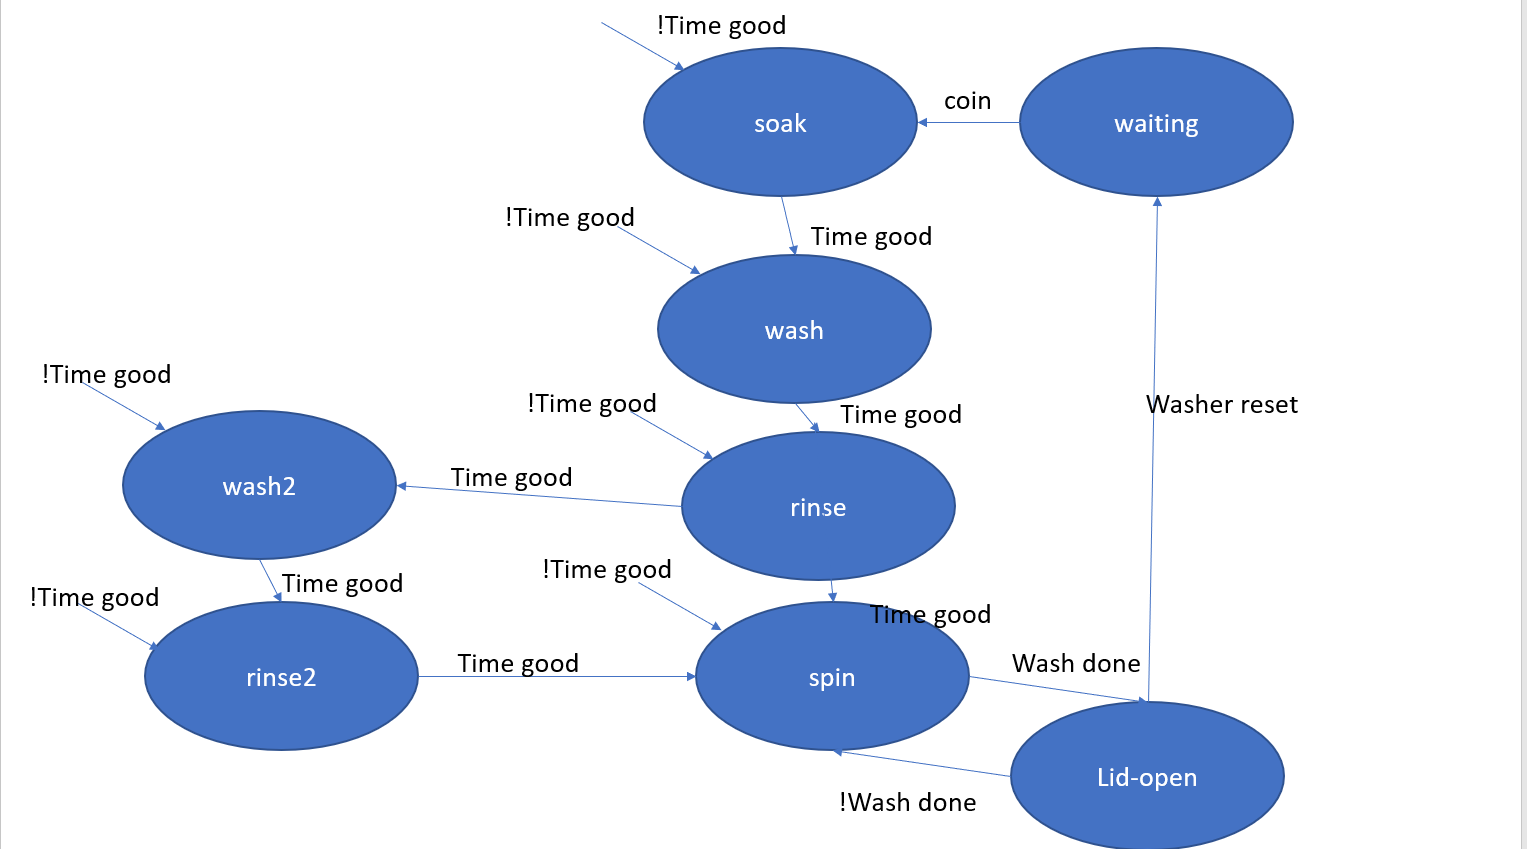 !Time good
soak
coin
waiting
!Time good
Time good
wash
!Time good
!Time good
Time good
Washer reset
wash2
Time good
rinse
!Time good
Time good
!Time good
Time good
rinse2
Time good
spin
Wash done
Lid-open
!Wash done